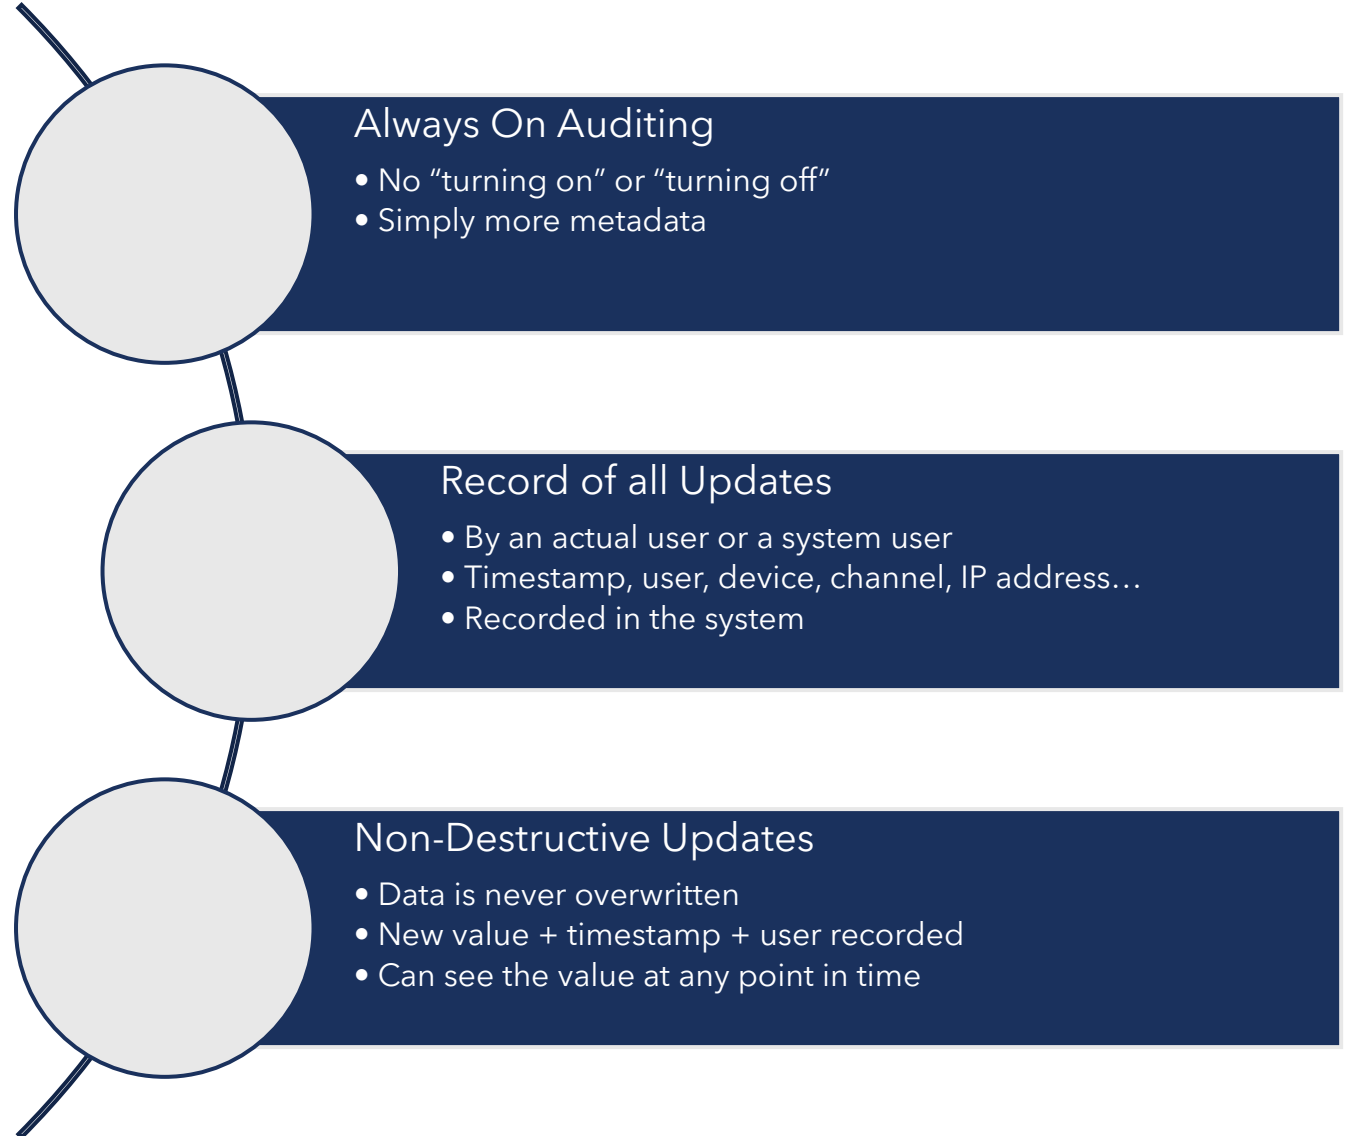 Always On Auditing
• No “turning on” or “turning off”
• Simply more metadata
Record of all Updates
• By an actual user or a system user
• Timestamp, user, device, channel, IP address…
• Recorded in the system
Non-Destructive Updates
• Data is never overwritten
• New value + timestamp + user recorded
• Can see the value at any point in time